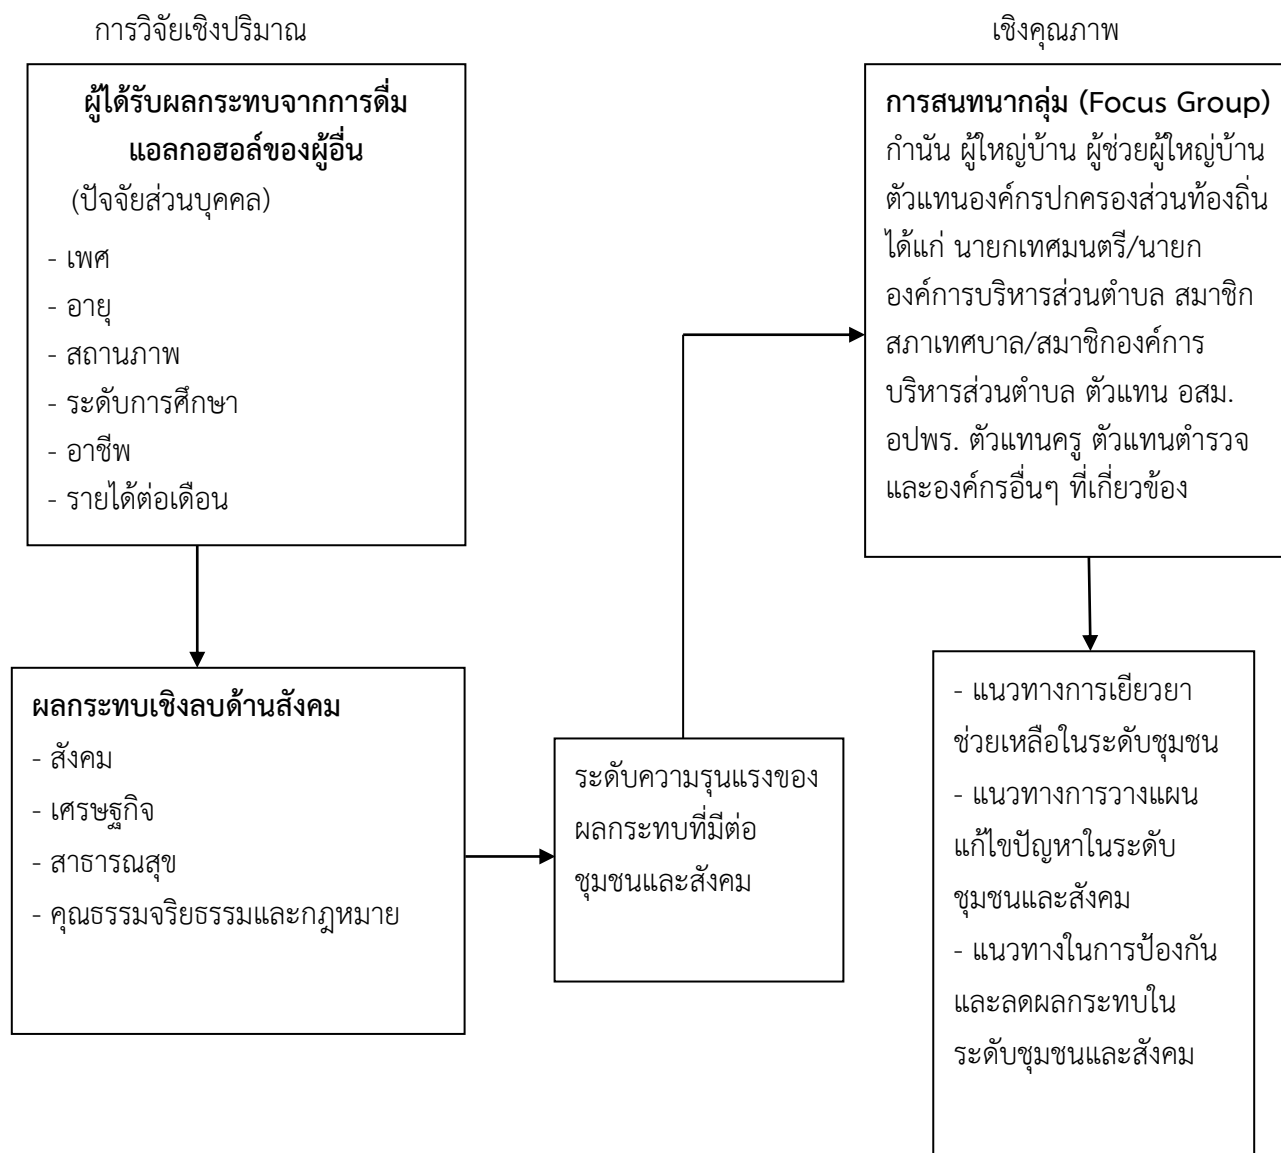 การวิจัยเชิงปริมาณ
ผู้ได้รับผลกระทบจากการดื่ม
แอลกอฮอล์ของผู้อื่น
(ปัจจัยส่วนบุคคล)
- เพศ
- อายุ
- สถานภาพ
- ระดับการศึกษา
- อาชีพ
- รายได้ต่อเดือน
ผลกระทบเชิงลบด้านสังคม
- สังคม
- เศรษฐกิจ
- สาธารณสุข
- คุณธรรมจริยธรรมและกฎหมาย
ระดับความรุนแรงของ
ผลกระทบที่มีต่อ
ชุมชนและสังคม
เชิงคุณภาพ
การสนทนากลุ่ม (Focus Group)
กำนัน ผู้ใหญ่บ้าน ผู้ช่วยผู้ใหญ่บ้าน
ตัวแทนองค์กรปกครองส่วนท้องถิ่น
ได้แก่ นายกเทศมนตรี/นายก
องค์การบริหารส่วนตำบล สมาชิก
สภาเทศบาล/สมาชิกองค์การ
บริหารส่วนตำบล ตัวแทน อสม.
อปพร. ตัวแทนครู ตัวแทนตำรวจ
และองค์กรอื่นๆ ที่เกี่ยวข้อง
- แนวทางการเยียวยา
ช่วยเหลือในระดับชุมชน
- แนวทางการวางแผน
แก้ไขปัญหาในระดับ
ชุมชนและสังคม
- แนวทางในการป้องกัน
และลดผลกระทบใน
ระดับชุมชนและสังคม